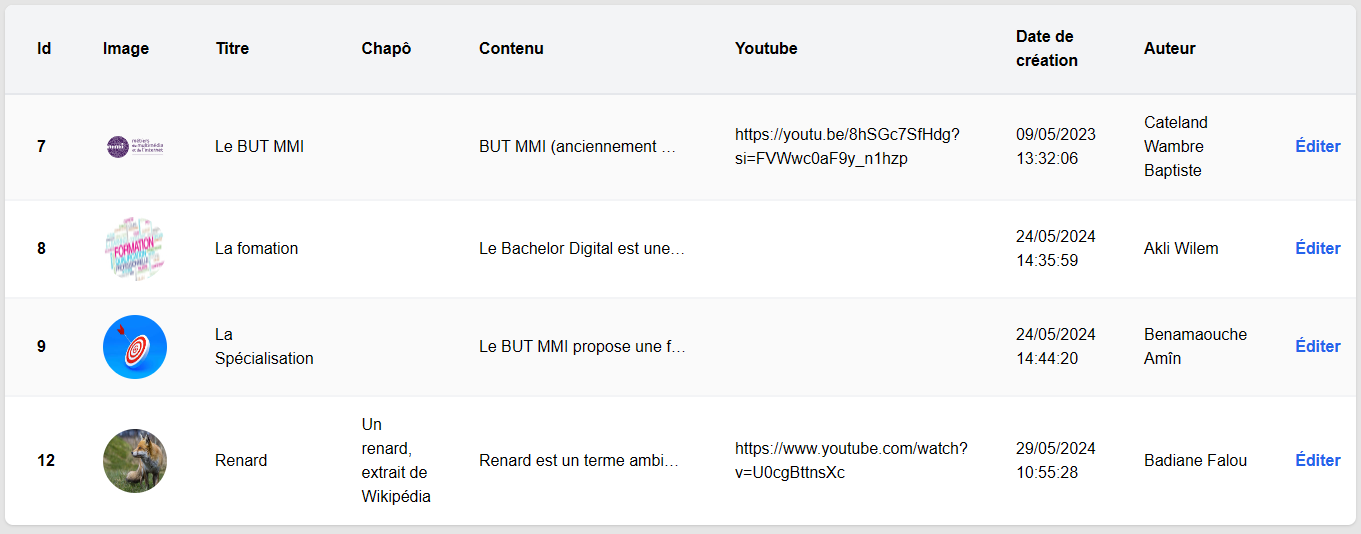 Id Image Titre Chapô Contenu Youtube Date de création Auteur
7
métiers
du multimédia
et de l'internet
Le BUT MMI
BUT MMI (anciennement …
https://youtu.be/8hSGc7SfHdg?
si=FVWwc0aF9y_n1hzp
09/05/2023
13:32:06
Cateland
Wambre
Baptiste
Éditer
8
FORMATION
PROFESSIONNELLE
La fomation
Le Bachelor Digital est une…
24/05/2024
14:35:59
Akli Wilem
Éditer
9
La
Spécialisation
Le BUT MMI propose une f…
24/05/2024
14:44:20
Benamaouche
Amîn
Éditer
12
Renard
Un
renard,
extrait de
Wikipédia
Renard est un terme ambi…
https://www.youtube.com/watch?
v=U0cgBttnsXc
29/05/2024
10:55:28
Badiane Falou
Éditer